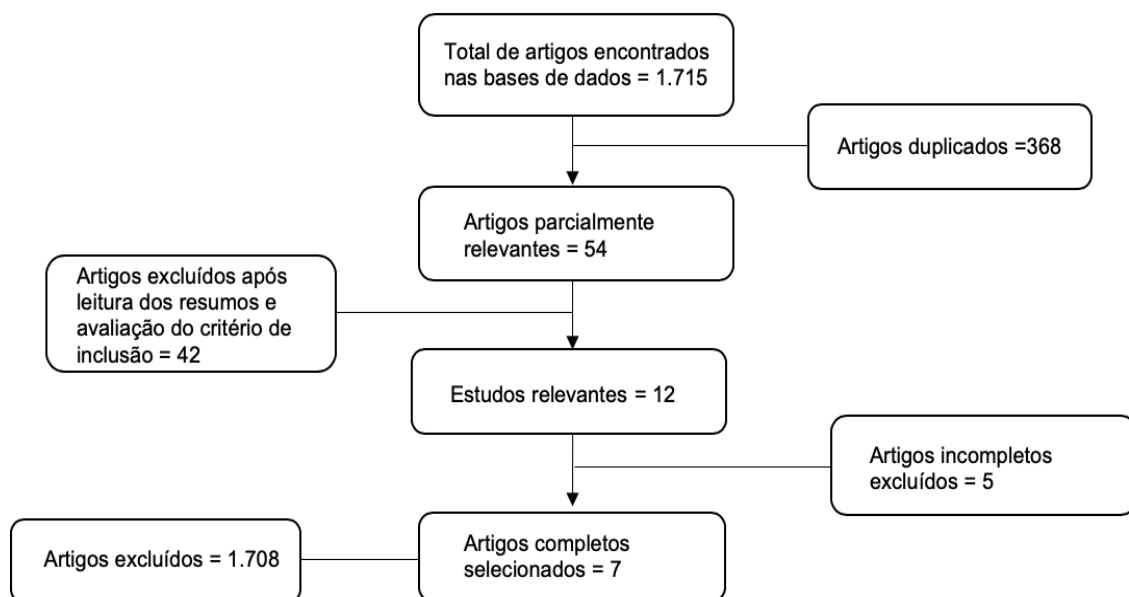 Total de artigos encontrados
nas bases de dados = 1.715
Artigos duplicados =368
Artigos parcialmente
relevantes = 54
Artigos excluídos após
leitura dos resumos e
avaliação do critério de
inclusão = 42
Estudos relevantes = 12
Artigos incompletos
excluídos = 5
Artigos excluídos = 1.708
Artigos completos
selecionados = 7